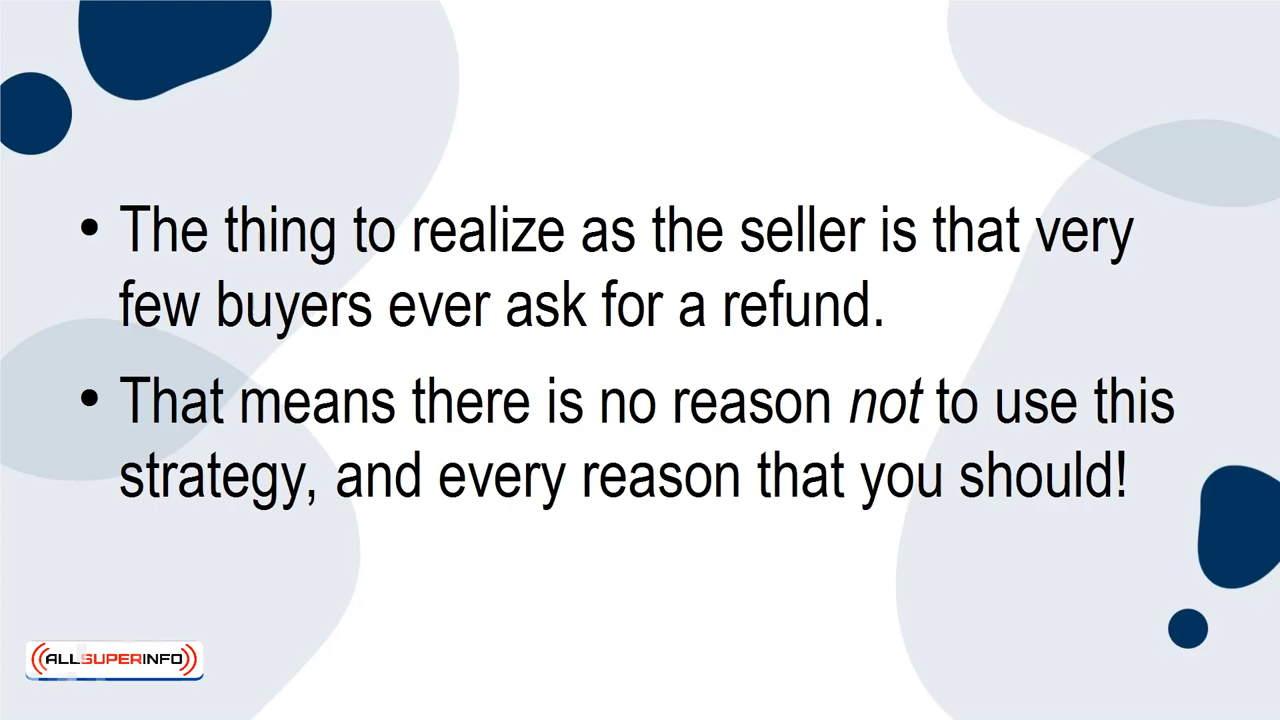 • The thing to realize as the seller is that very
few buyers ever ask for a refund.
• That means there is no reason not to use this
strategy, and every reason that you should!
ALLSUPERINFO